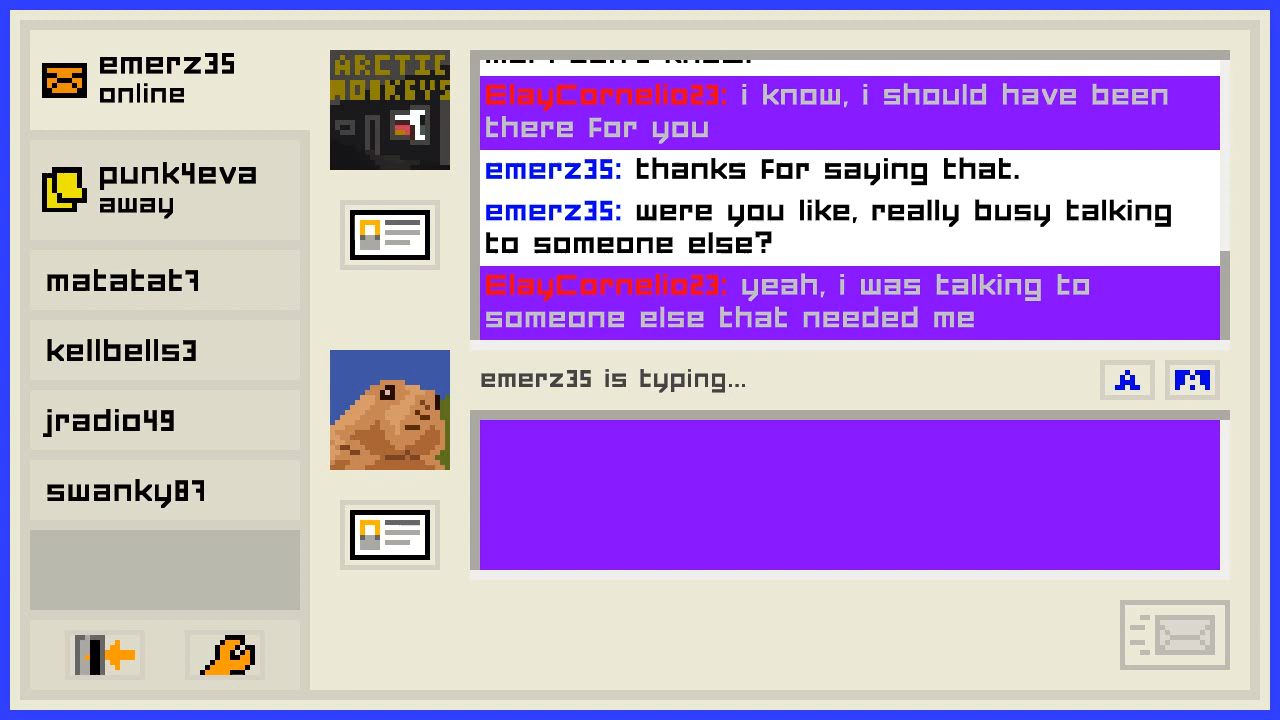 emerz35
online
punk4eva
away
matatat7
kellbells3
jradio49
swanky87
ARCTIC
MONKEYS
ElayCornelio23: i know, i should have been
there for you
emerz35: thanks for saying that.
emerz35: were you like, really busy talking
to someone else?
ElayCornelio23: yeah, i was talking to
someone else that needed me
emerz35 is typing...
A